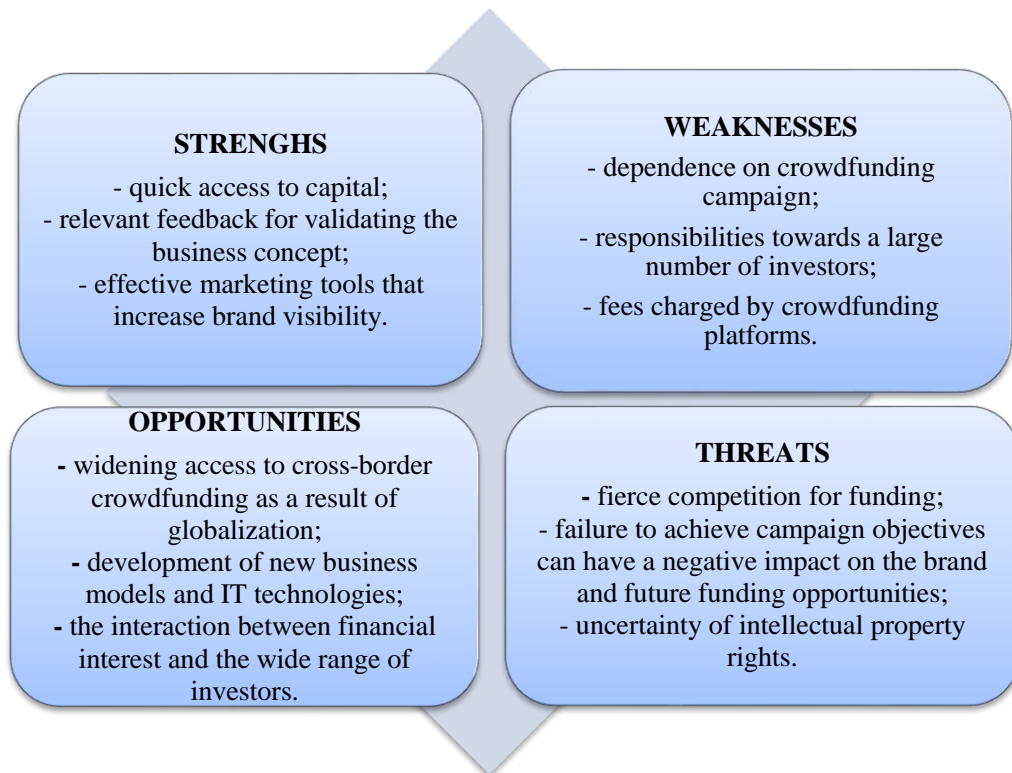 STRENGHS
- quick access to capital;
- relevant feedback for validating the
business concept;
- effective marketing tools that
increase brand visibility.
WEAKNESSES
- dependence on crowdfunding
campaign;
- responsibilities towards a large
number of investors;
- fees charged by crowdfunding
platforms.
OPPORTUNITIES
- widening access to cross-border
crowdfunding as a result of
globalization;
- development of new business
models and IT technologies;
- the interaction between financial
interest and the wide range of
investors.
THREATS
- fierce competition for funding;
- failure to achieve campaign objectives
can have a negative impact on the brand
and future funding opportunities;
- uncertainty of intellectual property
rights.